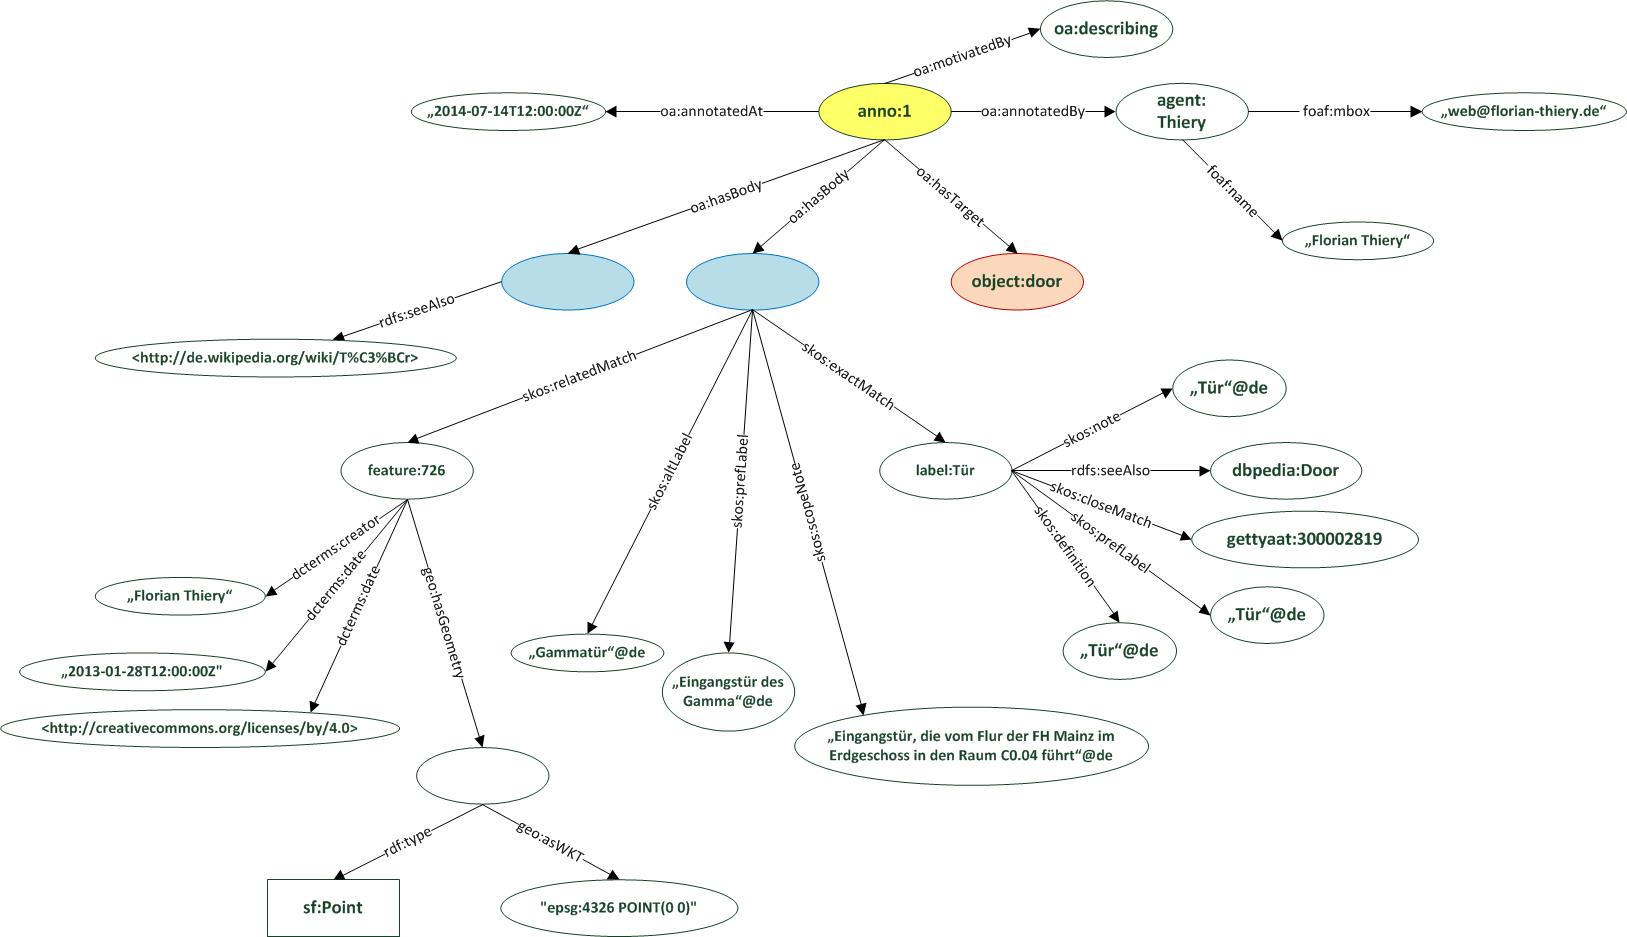 oa:describing
oa:motivatedBy
„2014-07-14T12:00:00Z“
oa:annotatedAt
anno:1
oa:annotatedBy
agent:
Thiery
foaf:mbox
„web@florian-thiery.de“
oa:hasBody
oa:hasBody
oa:hasTarget
foaf:name
„Florian Thiery“
object:door
rdfs:seeAlso
<http://de.wikipedia.org/wiki/T%C3%BCr>
skos:relatedMatch
skos:altLabel
skos:prefLabel
skos:scopeNote
skos:exactMatch
„Tür“@de
skos:note
feature:726
label:Tür
rdfs:seeAlso
dbpedia:Door
skos:closeMatch
gettyaat:300002819
skos:prefLabel
skos:definition
„Tür“@de
„Tür“@de
dcterms:creator
dcterms:date
dcterms:date
geo:hasGeometry
„Florian Thiery“
„2013-01-28T12:00:00Z"
<http://creativecommons.org/licenses/by/4.0>
„Gammatür“@de
„Eingangstür des
Gamma“@de
„Eingangstür, die vom Flur der FH Mainz im
Erdgeschoss in den Raum C0.04 führt“@de
rdf:type
geo:asWKT
sf:Point
"epsg:4326 POINT(0 0)"